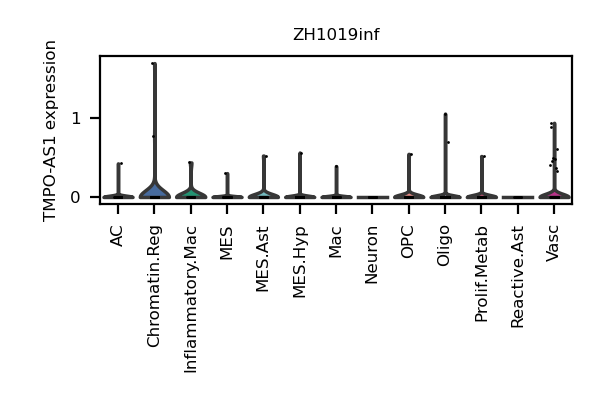 ZH1019inf
TMPO-AS1 expression
1
0
AC
Chromatin.Reg
Inflammatory.Mac
MES
MES.Ast
MES.Hyp
Mac
Neuron
OPC
Oligo
Prolif.Metab
Reactive.Ast
Vasc